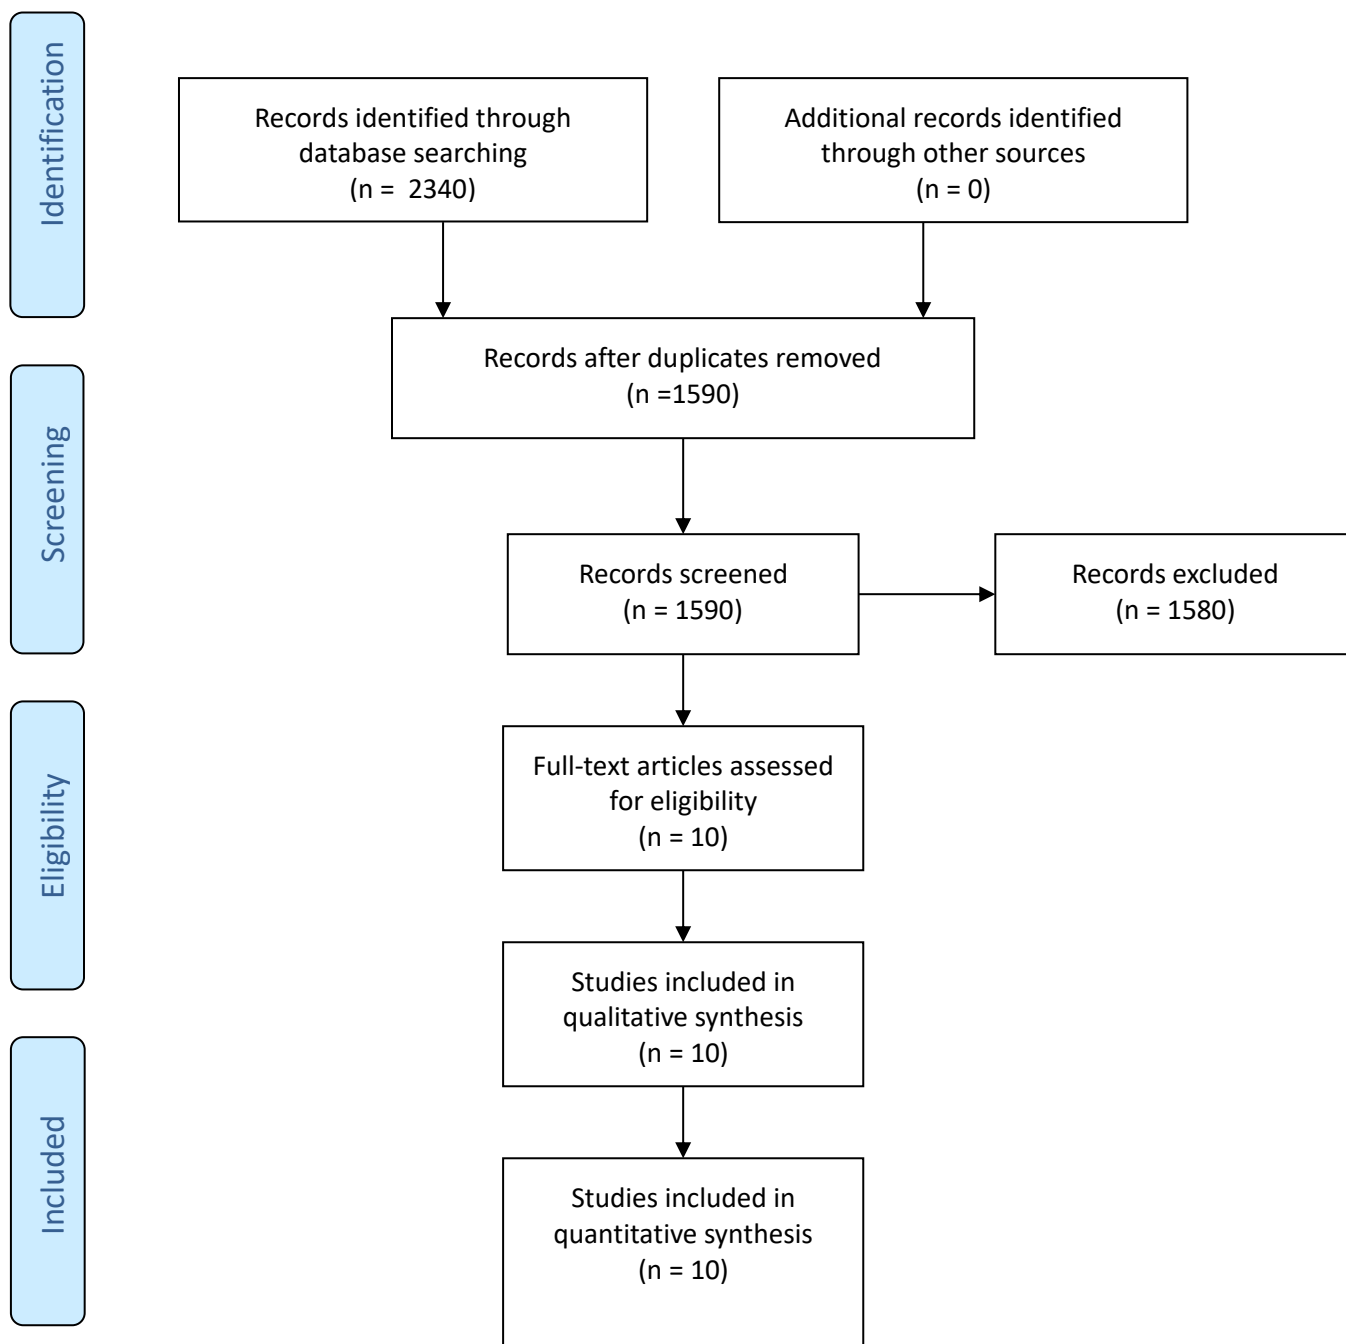 Identification
Records identified through
database searching
(n =  2340)
Additional records identified
through other sources
(n = 0)
Records after duplicates removed
(n =1590)
Screening
Records screened
(n = 1590)
Records excluded
(n = 1580)
Eligibility
Full-text articles assessed
for eligibility
(n = 10)
Studies included in
qualitative synthesis
(n = 10)
Included
Studies included in
quantitative synthesis
(n = 10)